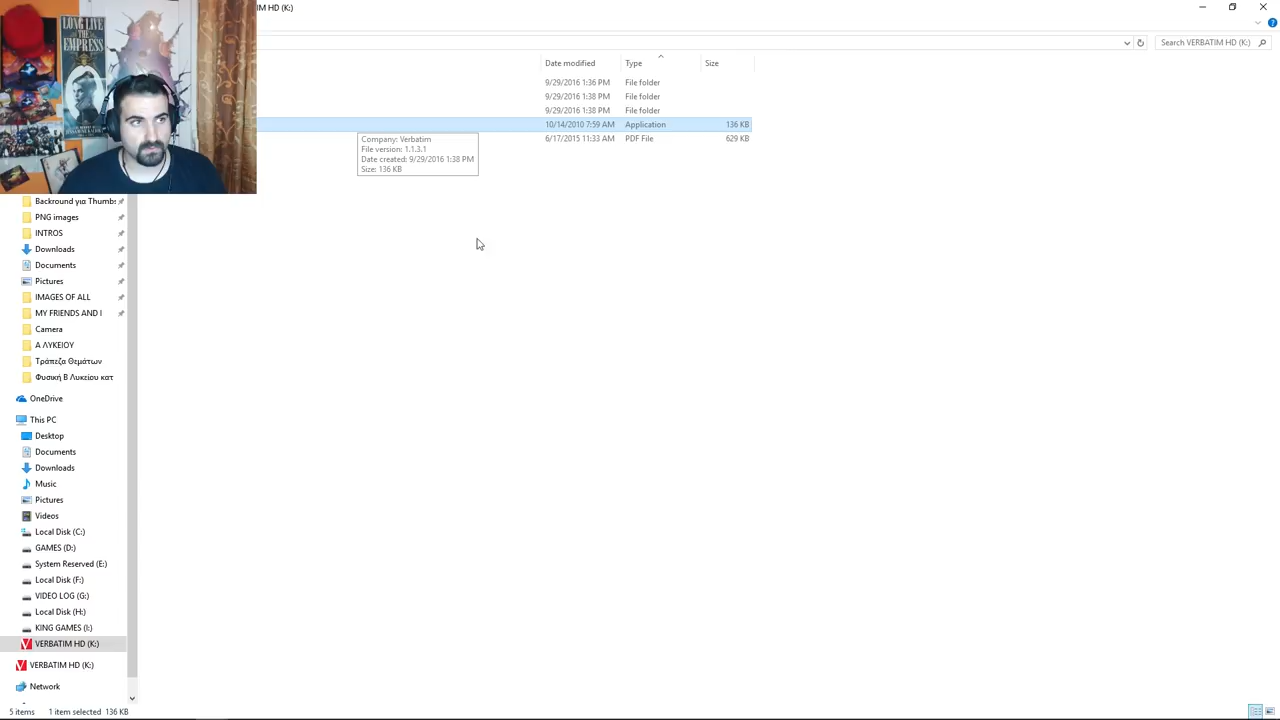 IM HD (K:)
Search VERBATIM HD (K:)
Date modified Type Size
9/29/2016 1:36 PM File folder
9/29/2016 1:38 PM File folder
9/29/2016 1:38 PM File folder
10/14/2010 7:59 AM Application 136 KB
6/17/2015 11:33 AM PDF File 629 KB
Company: Verbatim
File version: 1.1.3.1
Date created: 9/29/2016 1:38 PM
Size: 136 KB
LONG LIVE
THE
EMPRESS
Backround για Thumbs
PNG images
INTROS
Downloads
Documents
Pictures
IMAGES OF ALL
MY FRIENDS AND I
Camera
Α ΛΥΚΕΙΟΥ
Τράπεζα Θεμάτων
Φυσική Β Λυκείου κατ
OneDrive
This PC
Desktop
Documents
Downloads
Music
Pictures
Videos
Local Disk (C:)
GAMES (D:)
System Reserved (E:)
Local Disk (F:)
VIDEO LOG (G:)
Local Disk (H:)
KING GAMES (I:)
VERBATIM HD (K:)
VERBATIM HD (K:)
Network
5 items 1 item selected 136 KB